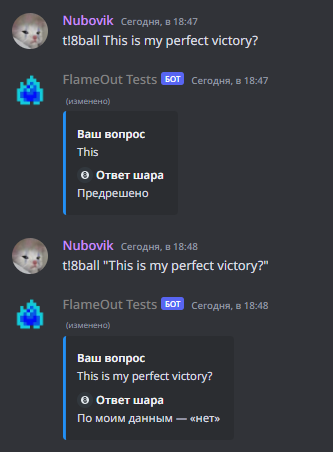 Nubovik Сегодня, в 18:47
t!8ball This is my perfect victory?
FlameOut Tests БОТ Сегодня, в 18:47
(изменено)
Ваш вопрос
This
8 Ответ шара
Предрешено
Nubovik Сегодня, в 18:48
t!8ball "This is my perfect victory?"
FlameOut Tests БОТ Сегодня, в 18:48
(изменено)
Ваш вопрос
This is my perfect victory?
8 Ответ шара
По моим данным — «нет»